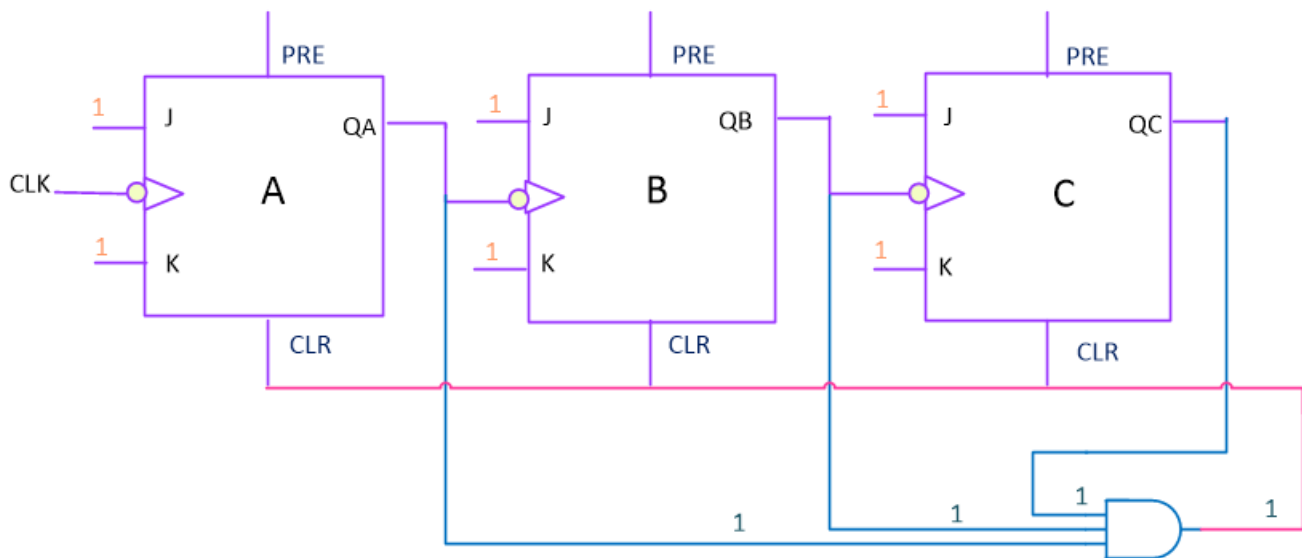 PRE PRE PRE
1 J QA 1 J QB 1 J QC
CLK A B C
1 K 1 K 1 K
CLR CLR CLR
1 1 1 1